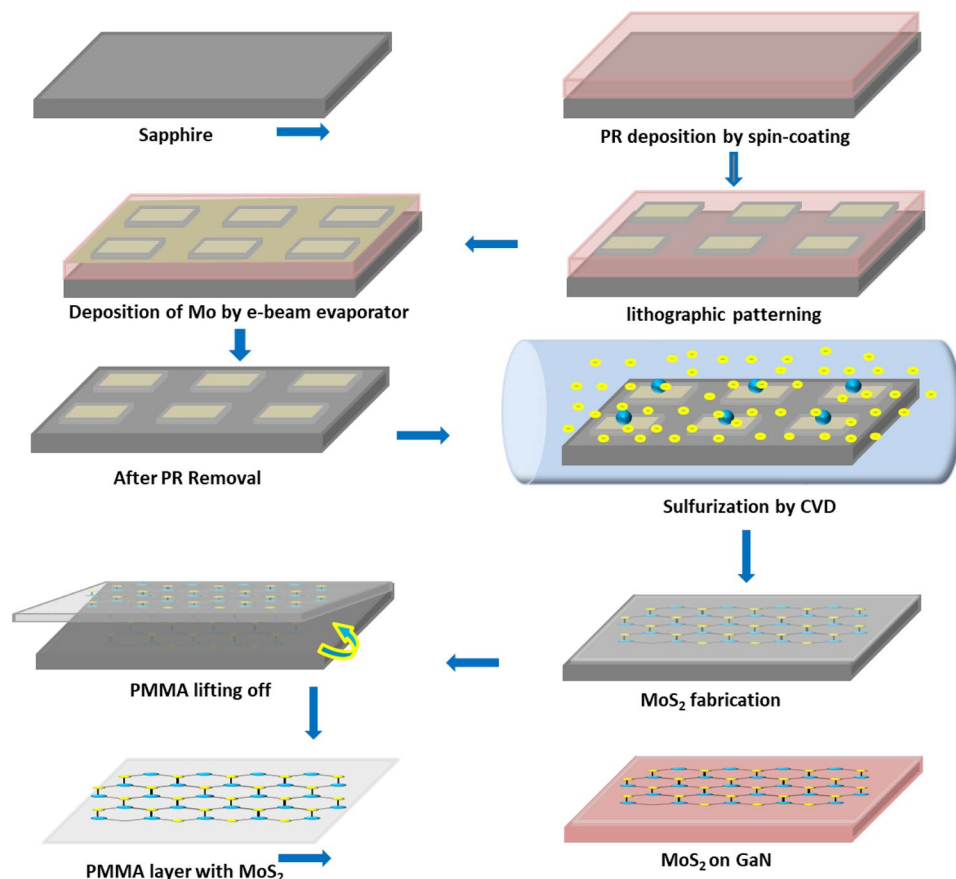 Sapphire
PR deposition by spin-coating
Deposition of Mo by e-beam evaporator
lithographic patterning
After PR Removal
Sulfurization by CVD
PMMA lifting off
MoS₂ fabrication
PMMA layer with MoS₂
MoS₂ on GaN